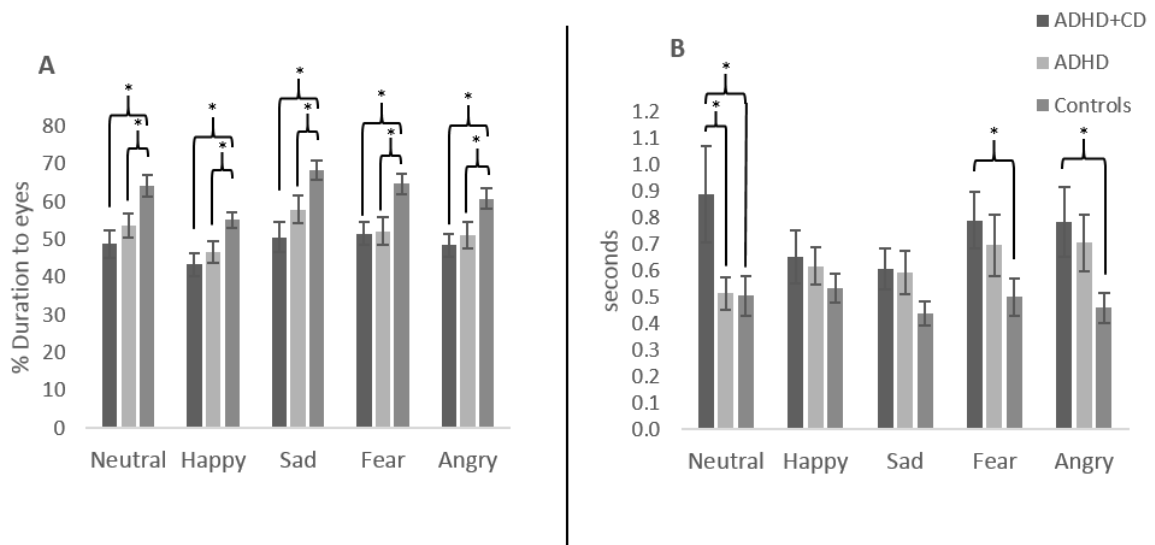 A
% Duration to eyes
80
70
60
50
40
30
20
10
0
* * * * * * * * * *
Neutral Happy Sad Fear Angry
B
ADHD+CD
ADHD
Controls
seconds
1.2
1.1
1.0
0.9
0.8
0.7
0.6
0.5
0.4
0.3
0.2
0.1
0.0
* * * *
Neutral Happy Sad Fear Angry